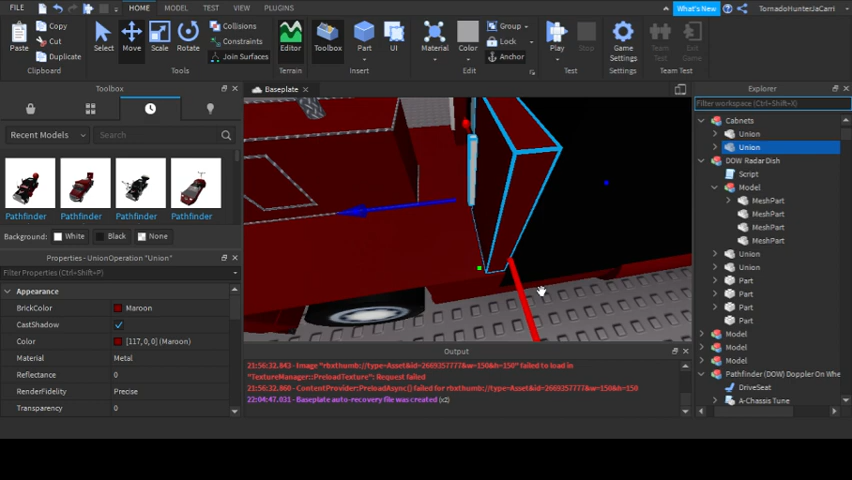 FILE
HOME
MODEL
TEST
VIEW
PLUGINS
What's New
TornadoHunterJaCarri
Paste
Copy
Cut
Duplicate
Clipboard
Select
Move
Scale
Rotate
Collisions
Constraints
Join Surfaces
Tools
Editor
Terrain
Toolbox
Part
UI
Insert
Material
Color
Group
Lock
Anchor
Edit
Play
Stop
Test
Game Settings
Settings
Team Test
Exit Game
Team Test
Toolbox
Recent Models
Search
Pathfinder
Pathfinder
Pathfinder
Pathfinder
Background: White Black None
Properties (Ctrl+Shift+X)
Properties - UnionOperation "Union"
Filter Properties (Ctrl+Shift+P)
Appearance
BrickColor Maroon
CastShadow
Color [117, 0, 0] (Maroon)
Material Metal
Reflectance 0
RenderFidelity Precise
Transparency 0
Baseplate
Output
21:56:32.843 - Image "rbxthumb://type=Asset&id=2669357777&w=150&h=150" failed to load in
"TextureManager::PreloadTexture": Request failed
21:56:32.860 - ContentProvider:PreloadAsync() failed for rbxthumb://type=Asset&id=2669357777&w=150&h=150
22:04:47.031 - Baseplate auto-recovery file was created (x2)
Explorer
Filter workspace (Ctrl+Shift+X)
Cabnets
Union
Union
DOW Radar Dish
Script
Model
MeshPart
MeshPart
MeshPart
MeshPart
Union
Union
Part
Part
Part
Part
Model
Model
Model
Pathfinder (DOW) Doppler On Whe
DriveSeat
A-Chassis Tune